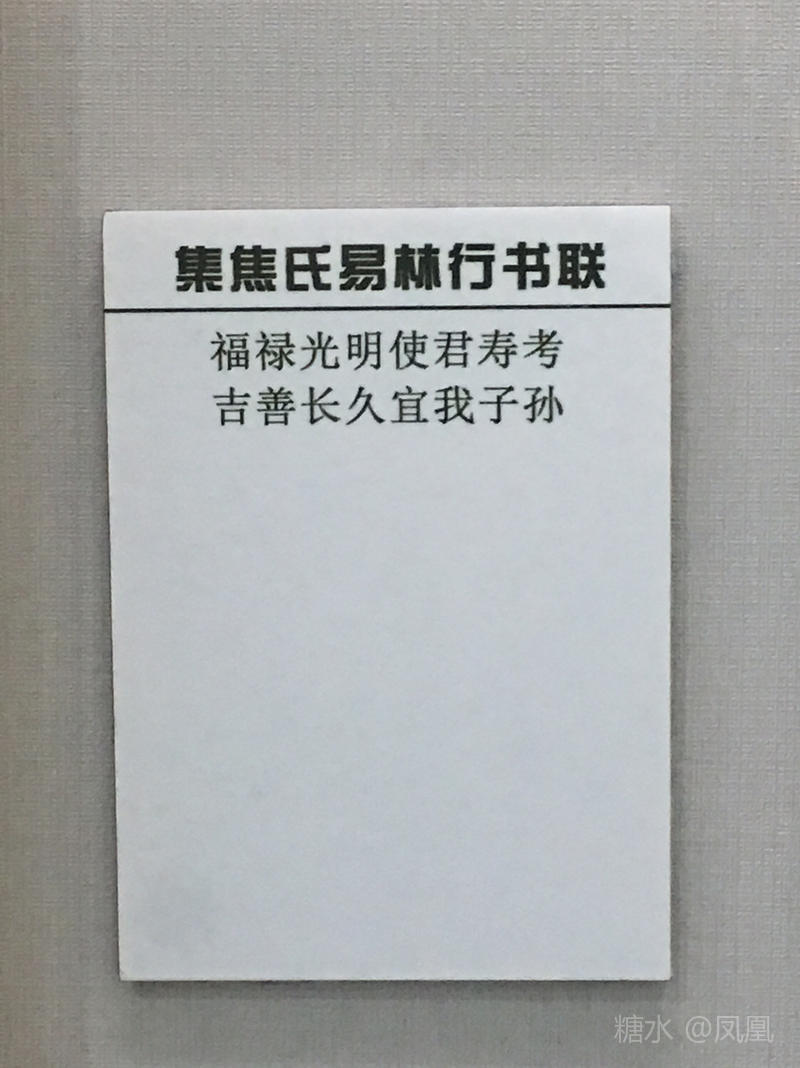 集焦氏易林行书联
福禄光明使君寿考
吉善长久宜我子孙
糖水 @凤凰